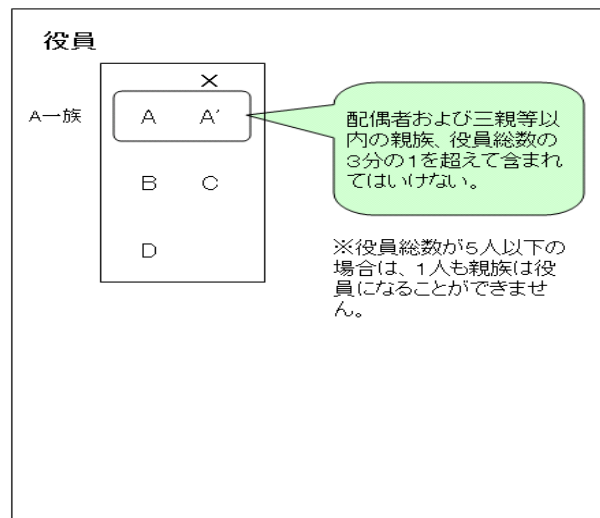 役員
×
A一族
A A´
B C
D
配偶者および三親等以
内の親族、役員総数の
3分の1を超えて含まれ
てはいけない。
※役員総数が5人以下の
場合は、1人も親族は役
員になることができませ
ん。